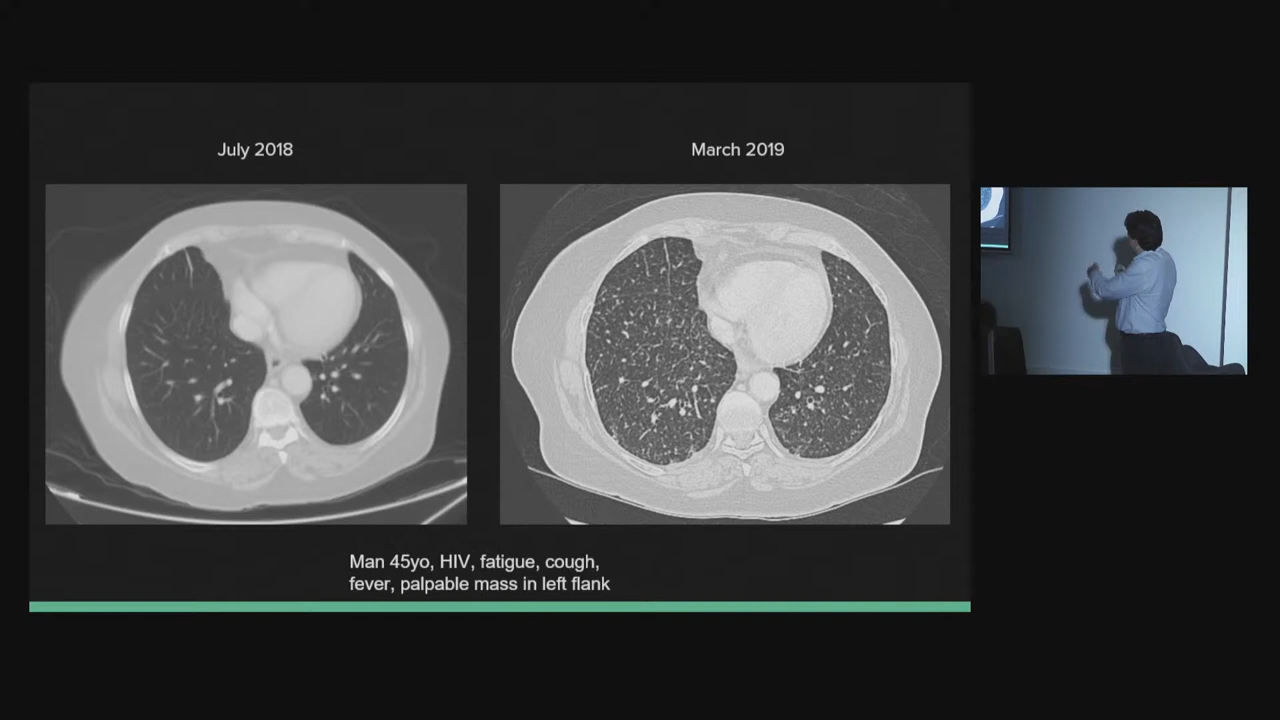 July 2018
March 2019
Man 45yo, HIV, fatigue, cough,
fever, palpable mass in left flank